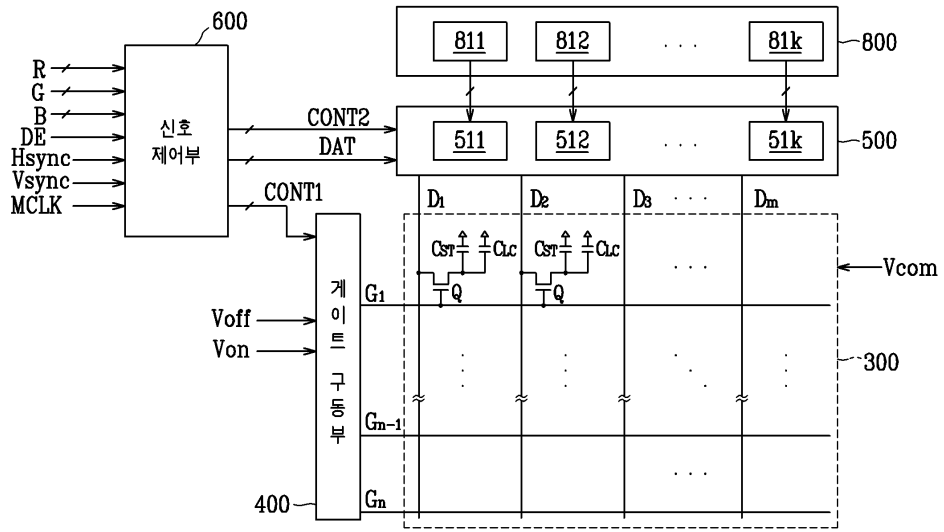 600
811 812 . . . 81k
800
R
G
B
DE
Hsync
Vsync
MCLK
신호
제어부
CONT2
DAT
CONT1
511 512 . . . 51k
500
D1 D2 D3 . . . Dm
CST CLC CST CLC
Q Q
. . .
Vcom
Voff
Von
게이트 구동부
G1
300
Gn-1
. . .
Gn
400